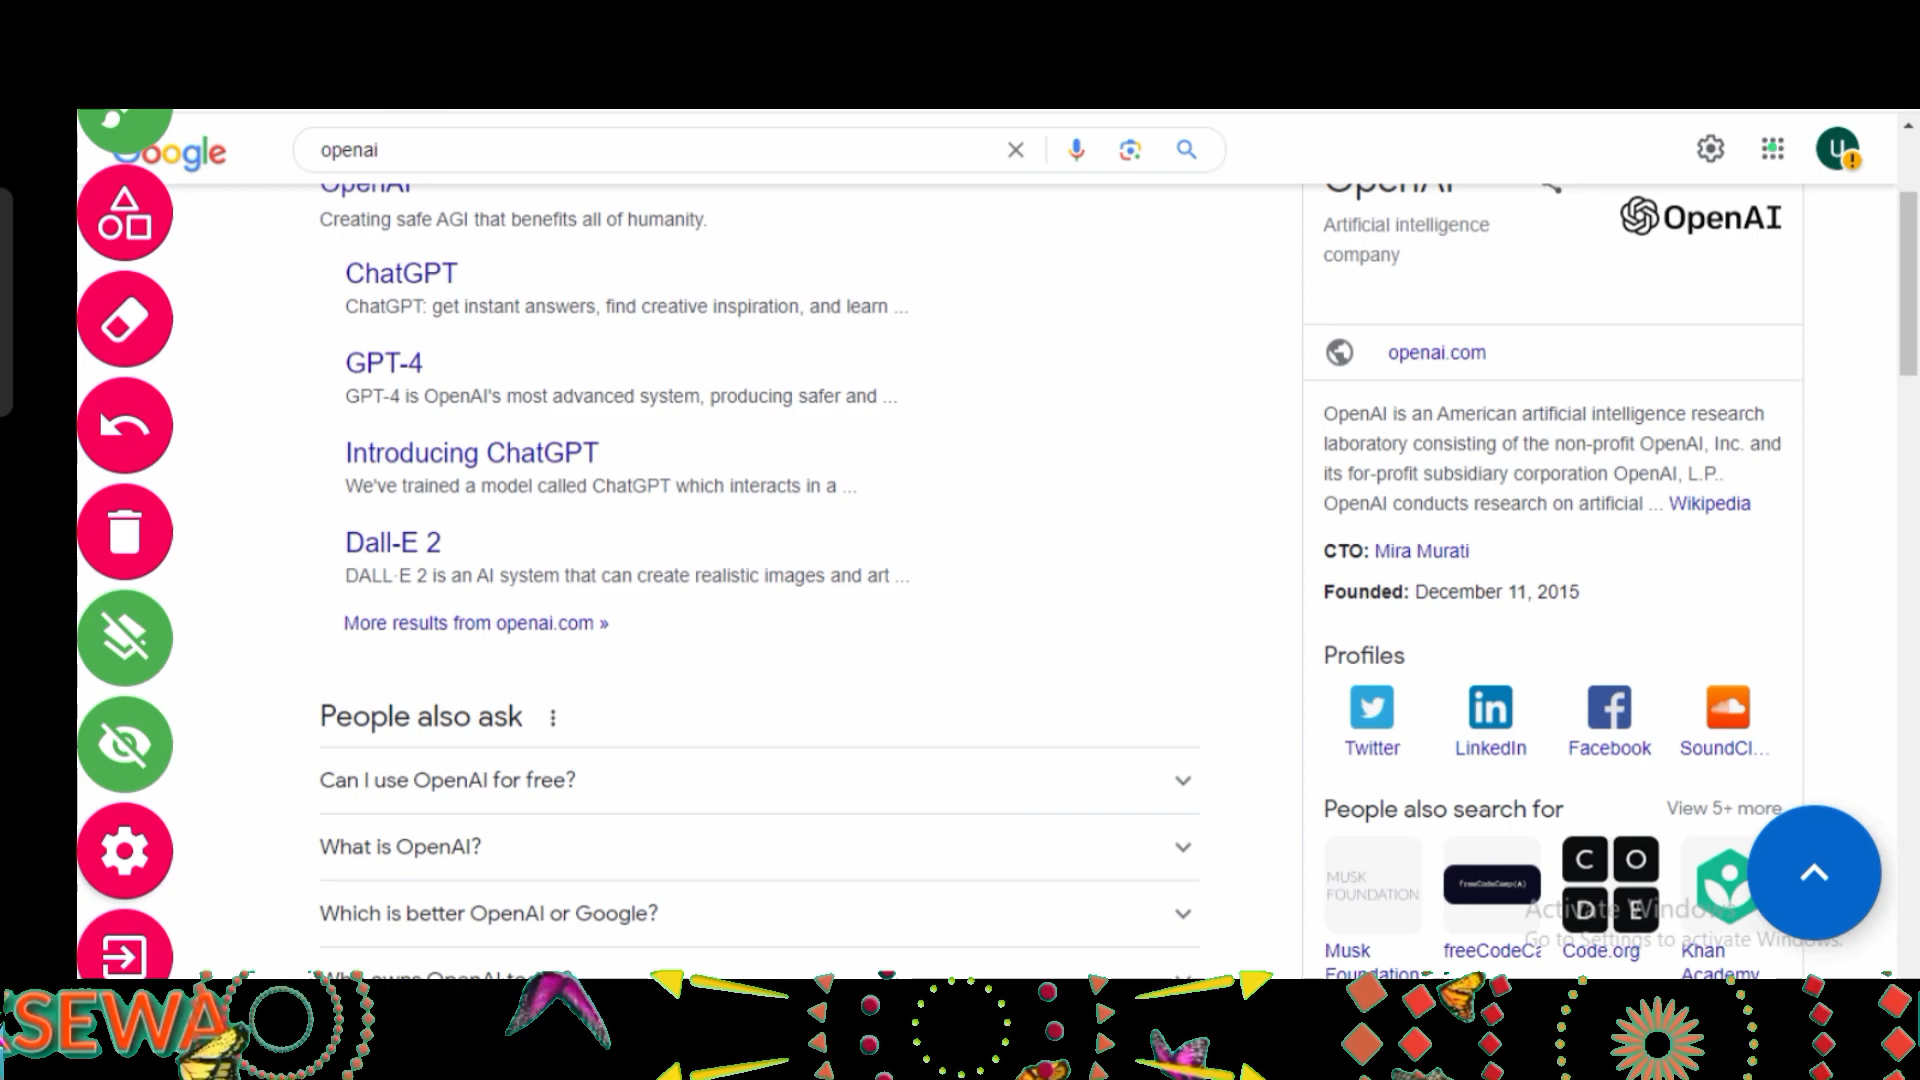 Google
openai
OpenAI
Creating safe AGI that benefits all of humanity.
ChatGPT
ChatGPT: get instant answers, find creative inspiration, and learn ...
GPT-4
GPT-4 is OpenAI's most advanced system, producing safer and ...
Introducing ChatGPT
We've trained a model called ChatGPT which interacts in a ...
Dall-E 2
DALL·E 2 is an AI system that can create realistic images and art ...
More results from openai.com »
People also ask
Can I use OpenAI for free?
What is OpenAI?
Which is better OpenAI or Google?
Who owns OpenAI
U
OpenAI
Artificial intelligence
company
OpenAI
openai.com
OpenAI is an American artificial intelligence research
laboratory consisting of the non-profit OpenAI, Inc. and
its for-profit subsidiary corporation OpenAI, L.P..
OpenAI conducts research on artificial ... Wikipedia
CTO: Mira Murati
Founded: December 11, 2015
Profiles
Twitter LinkedIn Facebook SoundCl...
People also search for View 5+ more
MUSK
FOUNDATION
freeCodeCamp(A)
C O
D E
Musk
Foundation
freeCodeCa
Code.org
Khan
Academy
Activate Windows
Go to Settings to activate Windows.
SEWA